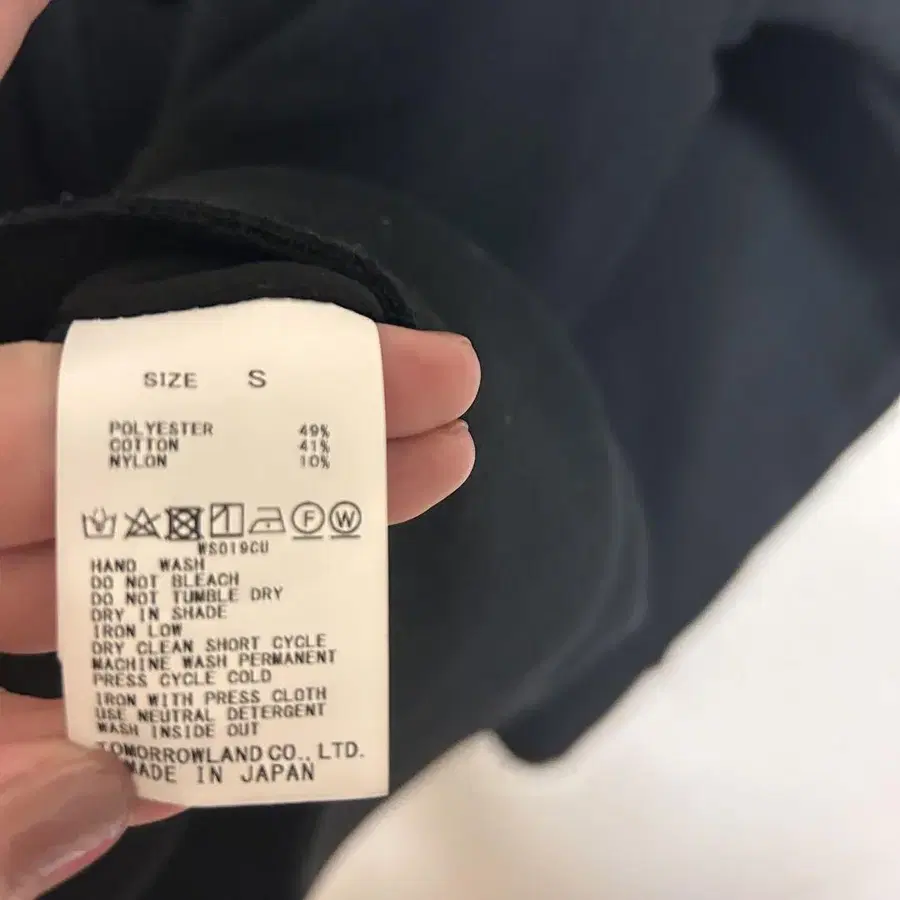 SIZE S
POLYESTER 49%
COTTON 41%
NYLON 10%
F W
WS019CU
HAND WASH
DO NOT BLEACH
DO NOT TUMBLE DRY
DRY IN SHADE
IRON LOW
DRY CLEAN SHORT CYCLE
MACHINE WASH PERMANENT
PRESS CYCLE COLD
IRON WITH PRESS CLOTH
USE NEUTRAL DETERGENT
WASH INSIDE OUT
TOMORROWLAND CO., LTD.
MADE IN JAPAN